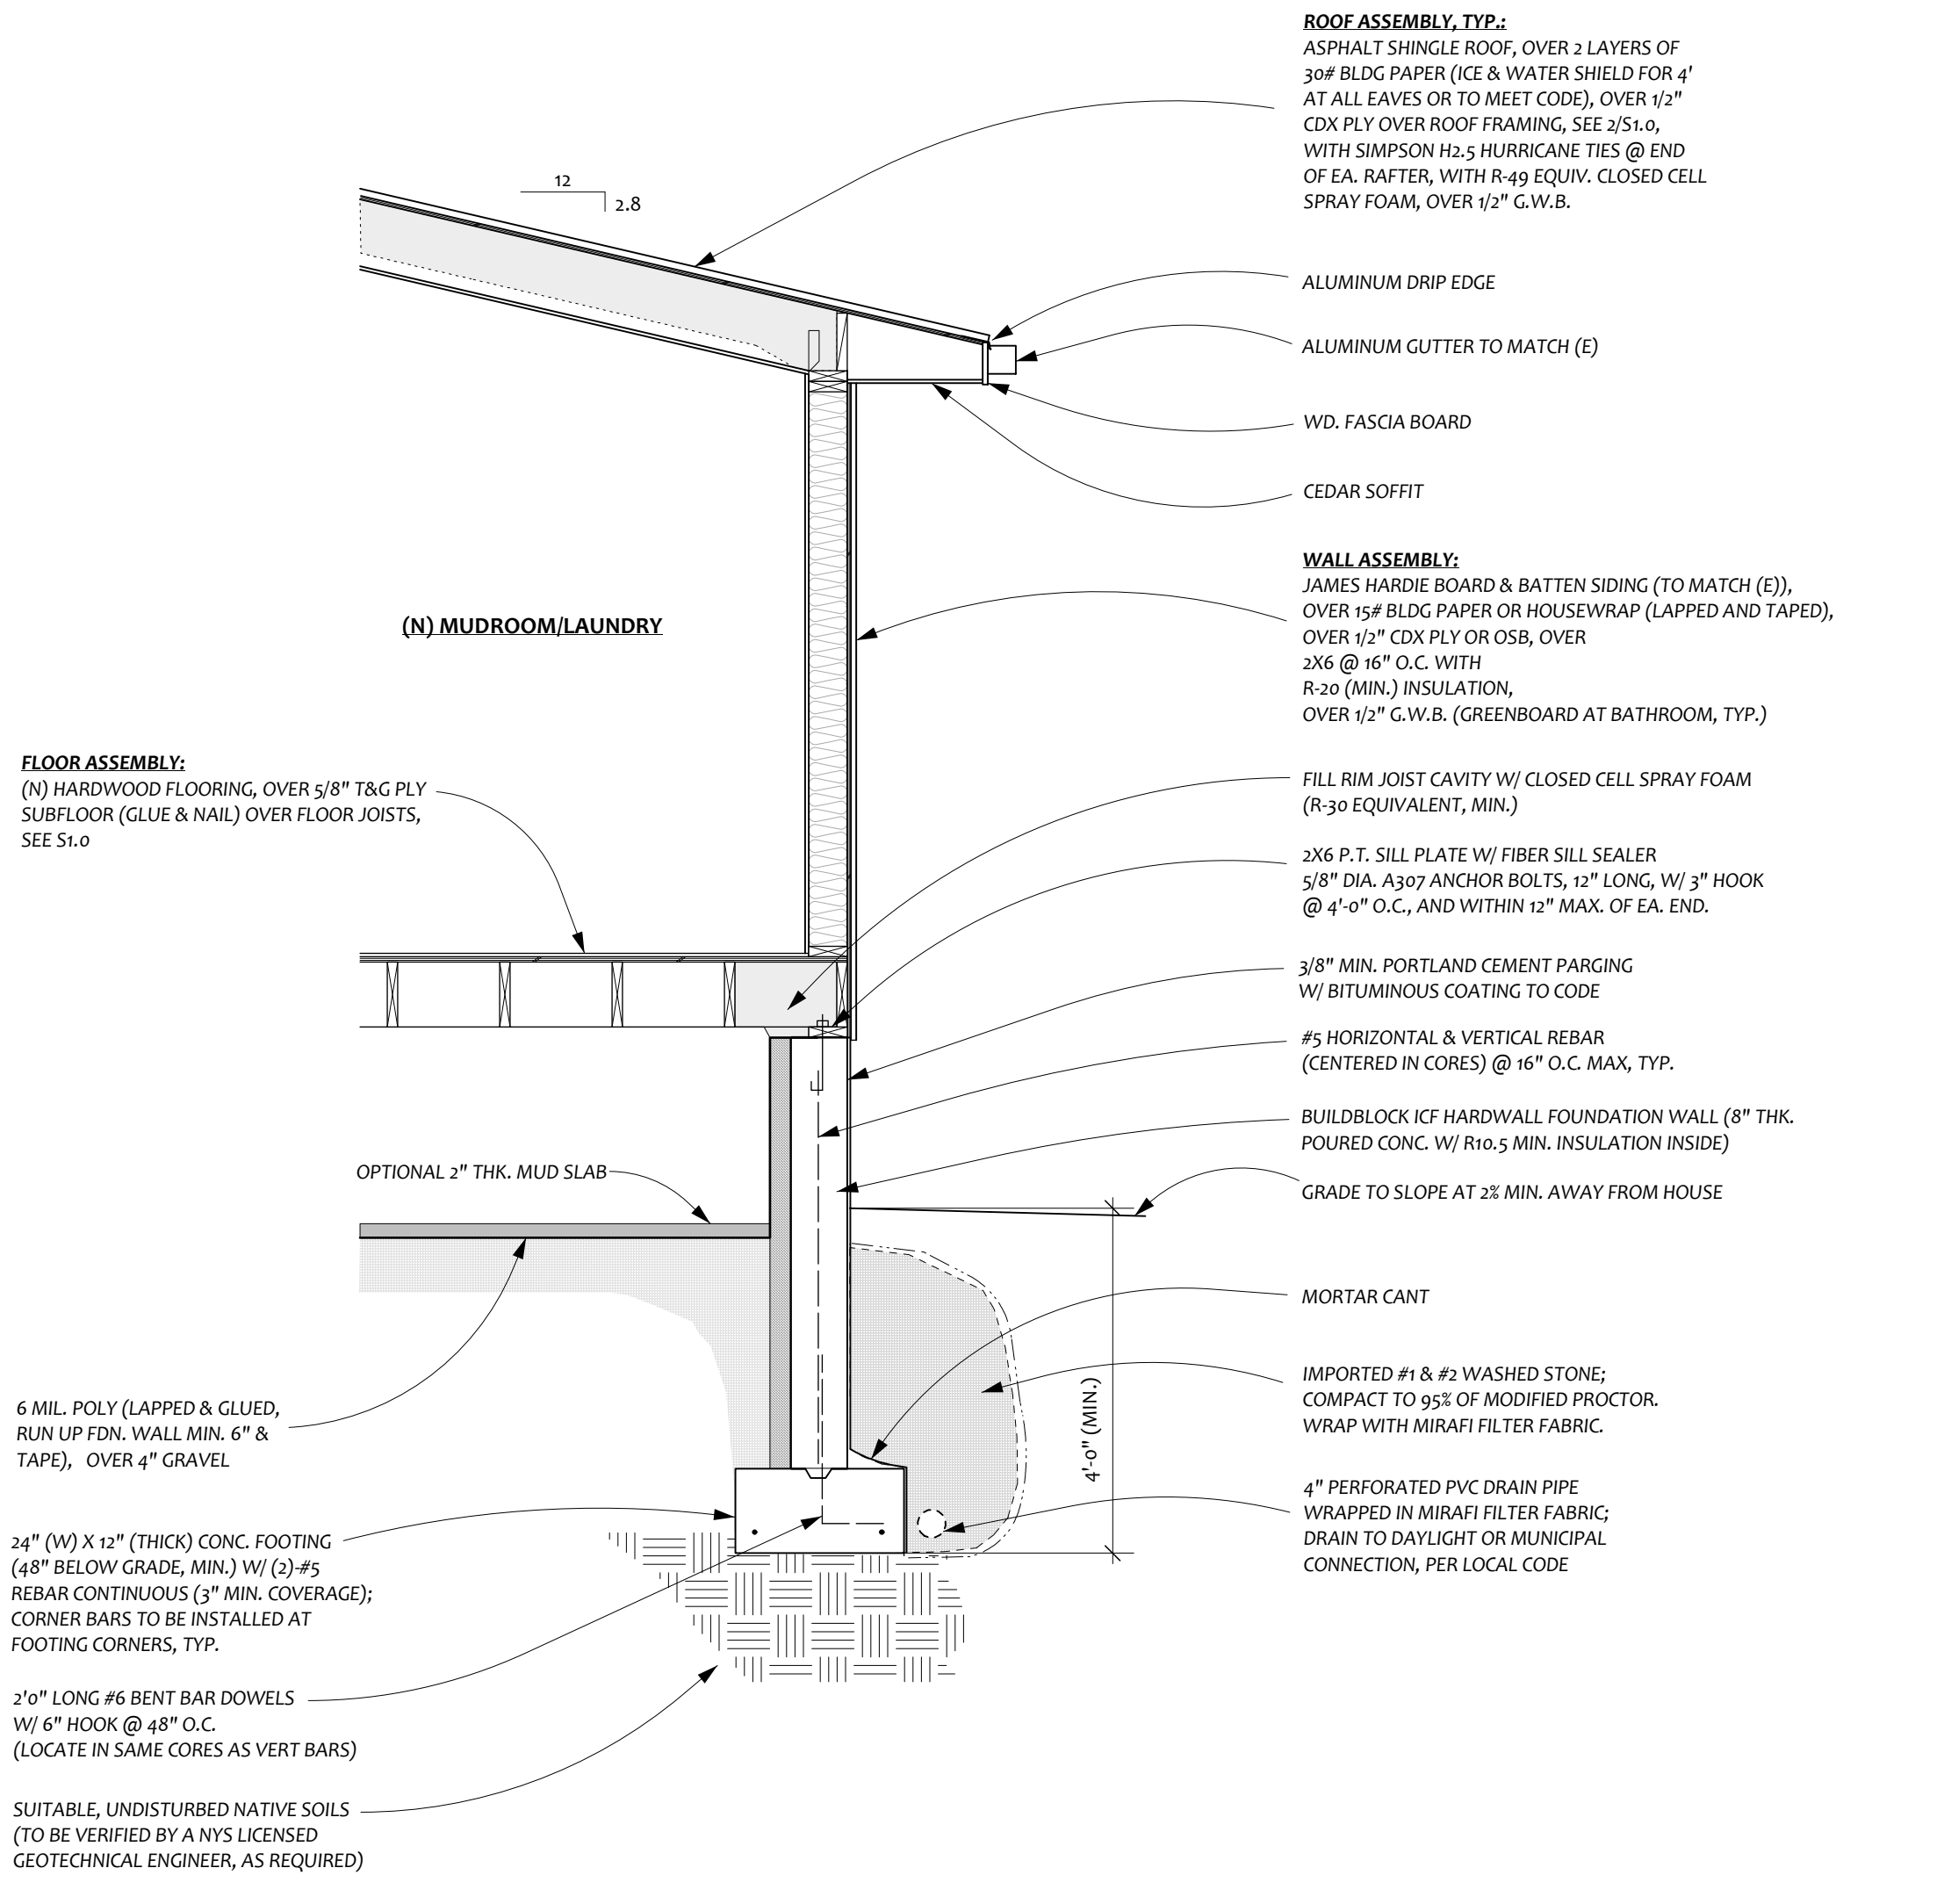 ROOF ASSEMBLY, TYP.:
ASPHALT SHINGLE ROOF, OVER 2 LAYERS OF
30# BLDG PAPER (ICE & WATER SHIELD FOR 4'
AT ALL EAVES OR TO MEET CODE), OVER 1/2"
CDX PLY OVER ROOF FRAMING, SEE 2/S1.0,
WITH SIMPSON H2.5 HURRICANE TIES @ END
OF EA. RAFTER, WITH R-49 EQUIV. CLOSED CELL
SPRAY FOAM, OVER 1/2" G.W.B.
12
2.8
ALUMINUM DRIP EDGE
ALUMINUM GUTTER TO MATCH (E)
WD. FASCIA BOARD
CEDAR SOFFIT
WALL ASSEMBLY:
JAMES HARDIE BOARD & BATTEN SIDING (TO MATCH (E)),
OVER 15# BLDG PAPER OR HOUSEWRAP (LAPPED AND TAPED),
OVER 1/2" CDX PLY OR OSB, OVER
2X6 @ 16" O.C. WITH
R-20 (MIN.) INSULATION,
OVER 1/2" G.W.B. (GREENBOARD AT BATHROOM, TYP.)
(N) MUDROOM/LAUNDRY
FLOOR ASSEMBLY:
(N) HARDWOOD FLOORING, OVER 5/8" T&G PLY
SUBFLOOR (GLUE & NAIL) OVER FLOOR JOISTS,
SEE S1.0
FILL RIM JOIST CAVITY W/ CLOSED CELL SPRAY FOAM
(R-30 EQUIVALENT, MIN.)
2X6 P.T. SILL PLATE W/ FIBER SILL SEALER
5/8" DIA. A307 ANCHOR BOLTS, 12" LONG, W/ 3" HOOK
@ 4'-0" O.C., AND WITHIN 12" MAX. OF EA. END.
3/8" MIN. PORTLAND CEMENT PARGING
W/ BITUMINOUS COATING TO CODE
#5 HORIZONTAL & VERTICAL REBAR
(CENTERED IN CORES) @ 16" O.C. MAX, TYP.
BUILDBLOCK ICF HARDWALL FOUNDATION WALL (8" THK.
POURED CONC. W/ R10.5 MIN. INSULATION INSIDE)
OPTIONAL 2" THK. MUD SLAB
GRADE TO SLOPE AT 2% MIN. AWAY FROM HOUSE
MORTAR CANT
IMPORTED #1 & #2 WASHED STONE;
COMPACT TO 95% OF MODIFIED PROCTOR.
WRAP WITH MIRAFI FILTER FABRIC.
4'-0" (MIN.)
6 MIL. POLY (LAPPED & GLUED,
RUN UP FDN. WALL MIN. 6" &
TAPE), OVER 4" GRAVEL
4" PERFORATED PVC DRAIN PIPE
WRAPPED IN MIRAFI FILTER FABRIC;
DRAIN TO DAYLIGHT OR MUNICIPAL
CONNECTION, PER LOCAL CODE
24" (W) X 12" (THICK) CONC. FOOTING
(48" BELOW GRADE, MIN.) W/ (2)-#5
REBAR CONTINUOUS (3" MIN. COVERAGE);
CORNER BARS TO BE INSTALLED AT
FOOTING CORNERS, TYP.
2'0" LONG #6 BENT BAR DOWELS
W/ 6" HOOK @ 48" O.C.
(LOCATE IN SAME CORES AS VERT BARS)
SUITABLE, UNDISTURBED NATIVE SOILS
(TO BE VERIFIED BY A NYS LICENSED
GEOTECHNICAL ENGINEER, AS REQUIRED)